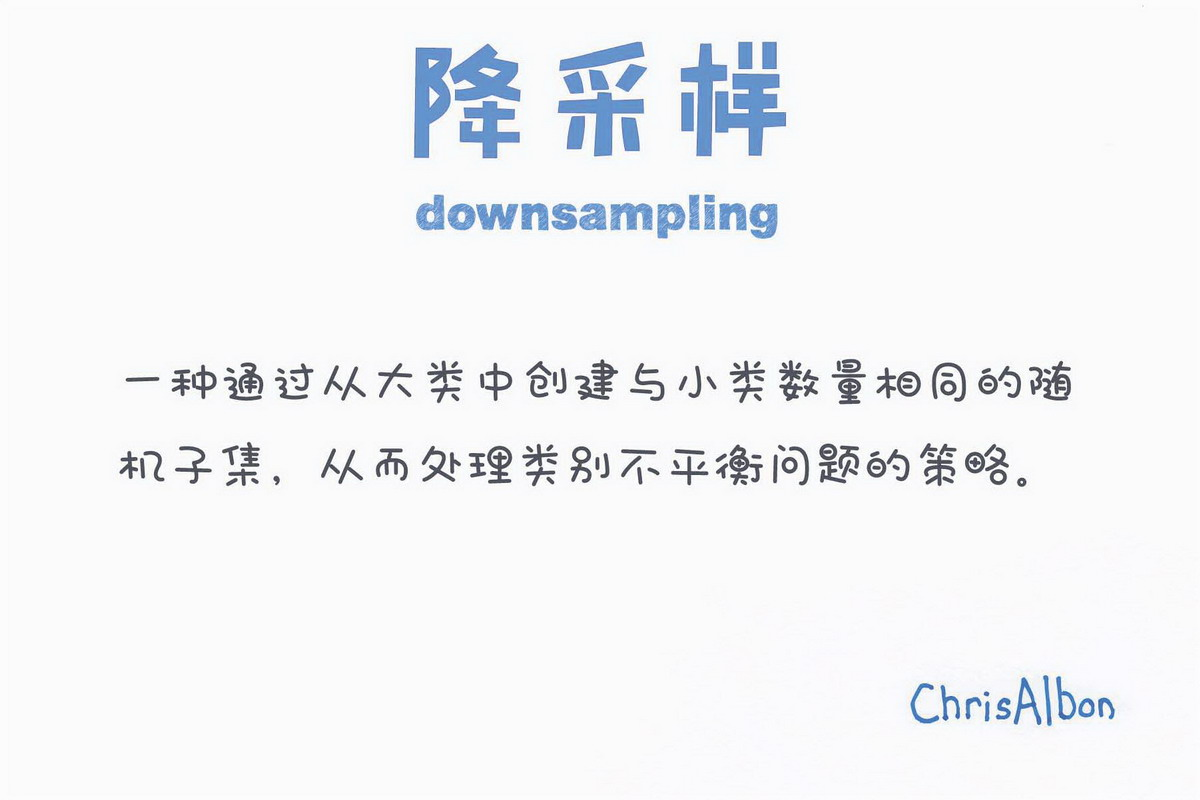 降采样
downsampling
一种通过从大类中创建与小类数量相同的随
机子集，从而处理类别不平衡问题的策略。
ChrisAlbon